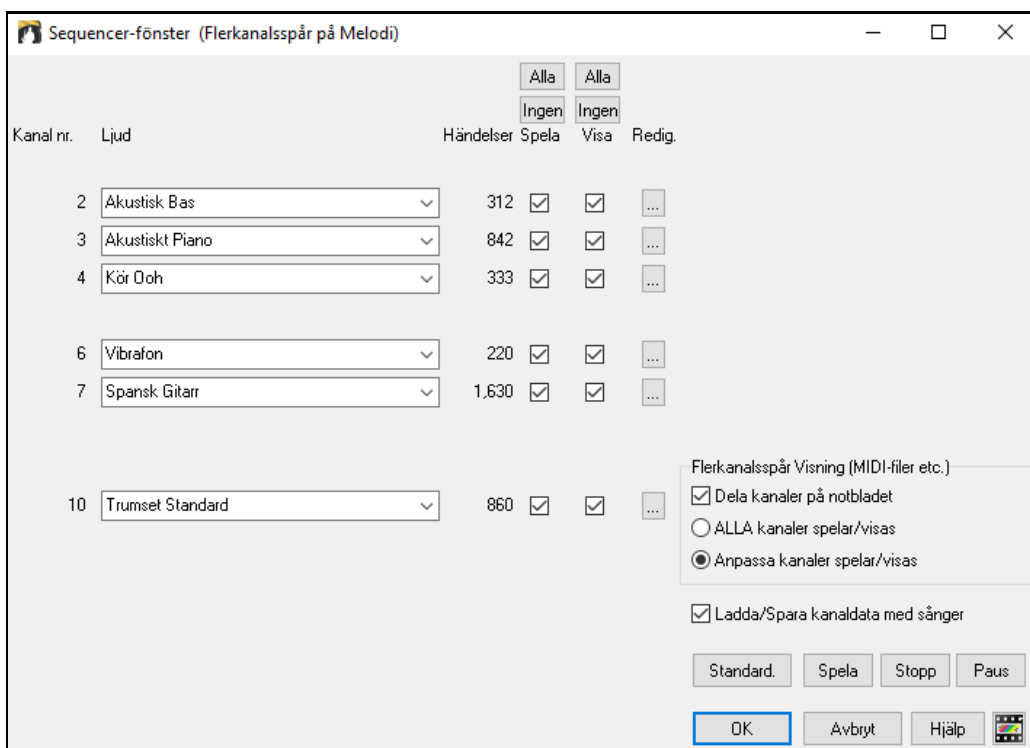 Sequencer-fönster (Flerkanalsspår på Melodi)
Alla Alla
Ingen Ingen
Kanal nr. Ljud Händelser Spela Visa Redig.
2 Akustisk Bas 312 ...
3 Akustiskt Piano 842 ...
4 Kör Ooh 333 ...
6 Vibrafon 220 ...
7 Spansk Gitarr 1,630 ...
10 Trumset Standard 860 ...
Flerkanalsspår Visning (MIDI-filer etc.)
Dela kanaler på notbladet
ALLA kanaler spelar/visas
Anpassa kanaler spelar/visas
Ladda/Spara kanaldata med sånger
Standard. Spela Stopp Paus
OK Avbryt Hjälp